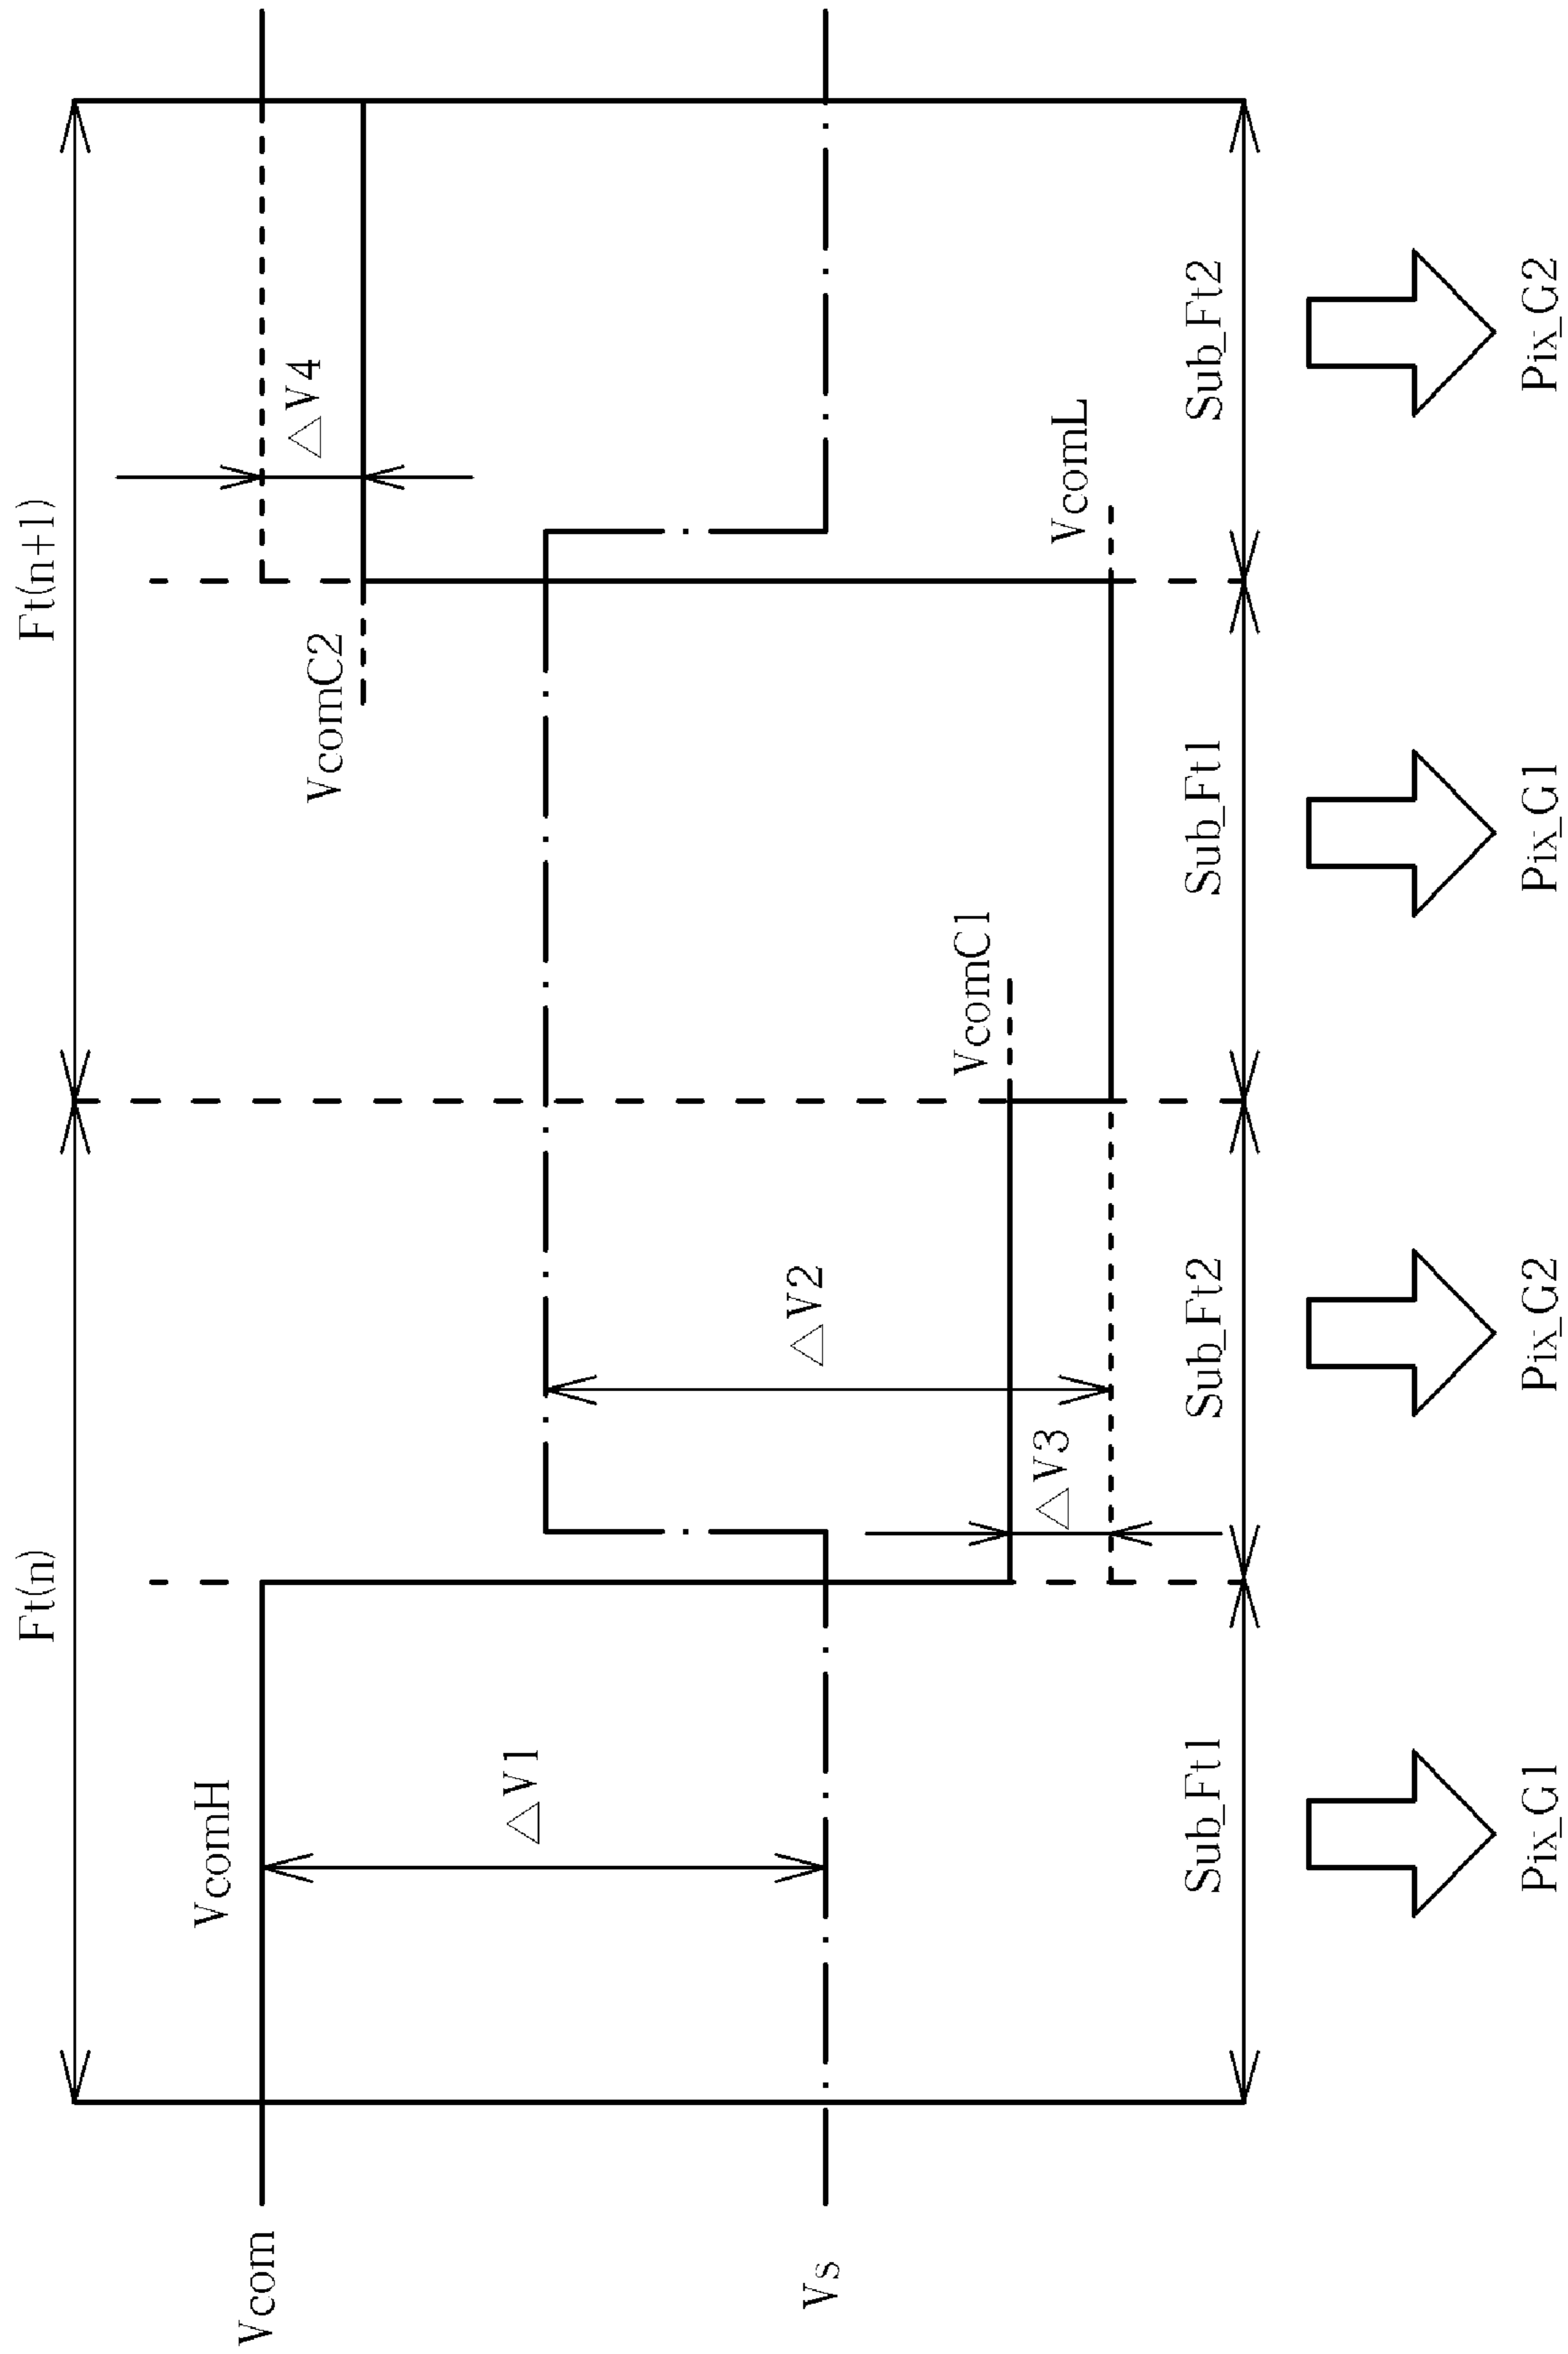 Ft(n)
Ft(n+1)
Vcom
VcomH
△V1
Vs
△V2
△V3
VcomC1
VcomC2
△V4
VcomL
Sub_Ft1
Sub_Ft2
Sub_Ft1
Sub_Ft2
Pix_G1
Pix_G2
Pix_G1
Pix_G2